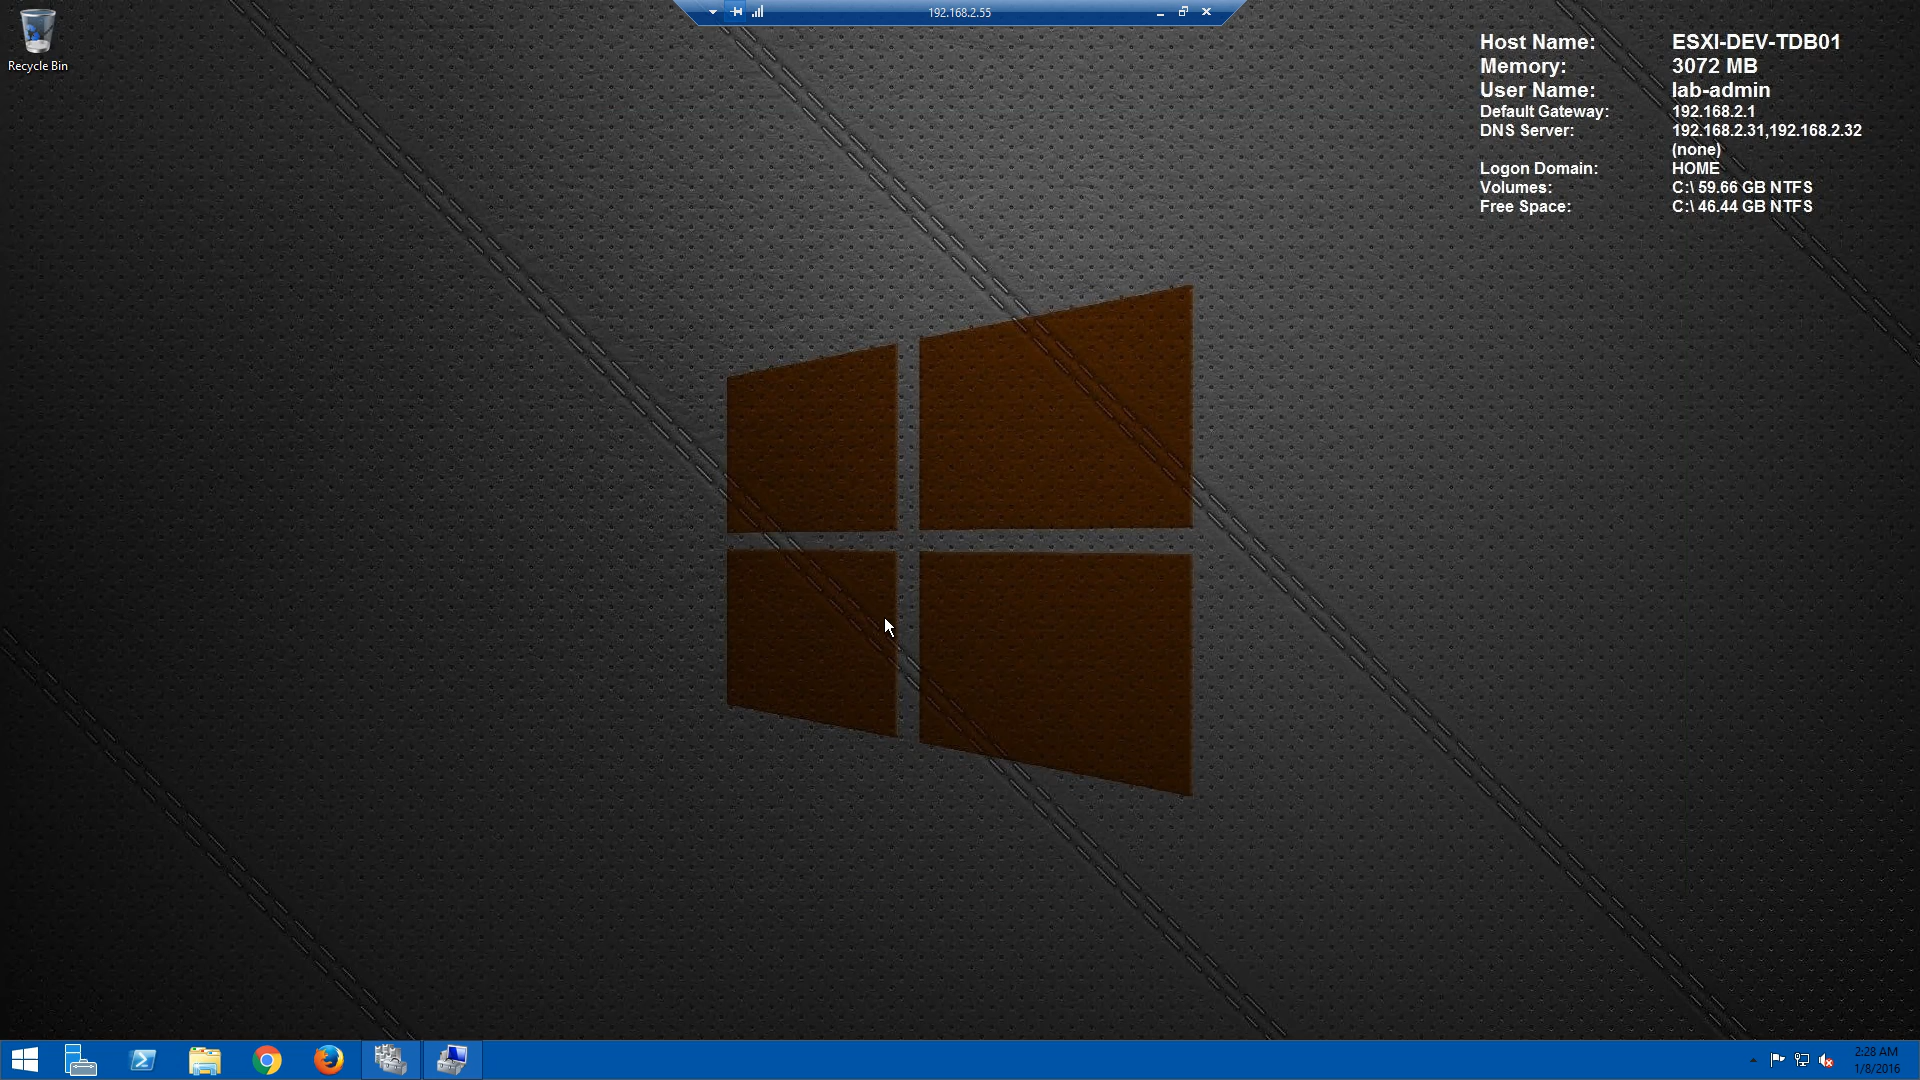 192.168.2.55
Recycle Bin
Host Name: ESXI-DEV-TDB01
Memory: 3072 MB
User Name: lab-admin
Default Gateway: 192.168.2.1
DNS Server: 192.168.2.31,192.168.2.32
(none)
Logon Domain: HOME
Volumes: C:\ 59.66 GB NTFS
Free Space: C:\ 46.44 GB NTFS
2:28 AM
1/8/2016